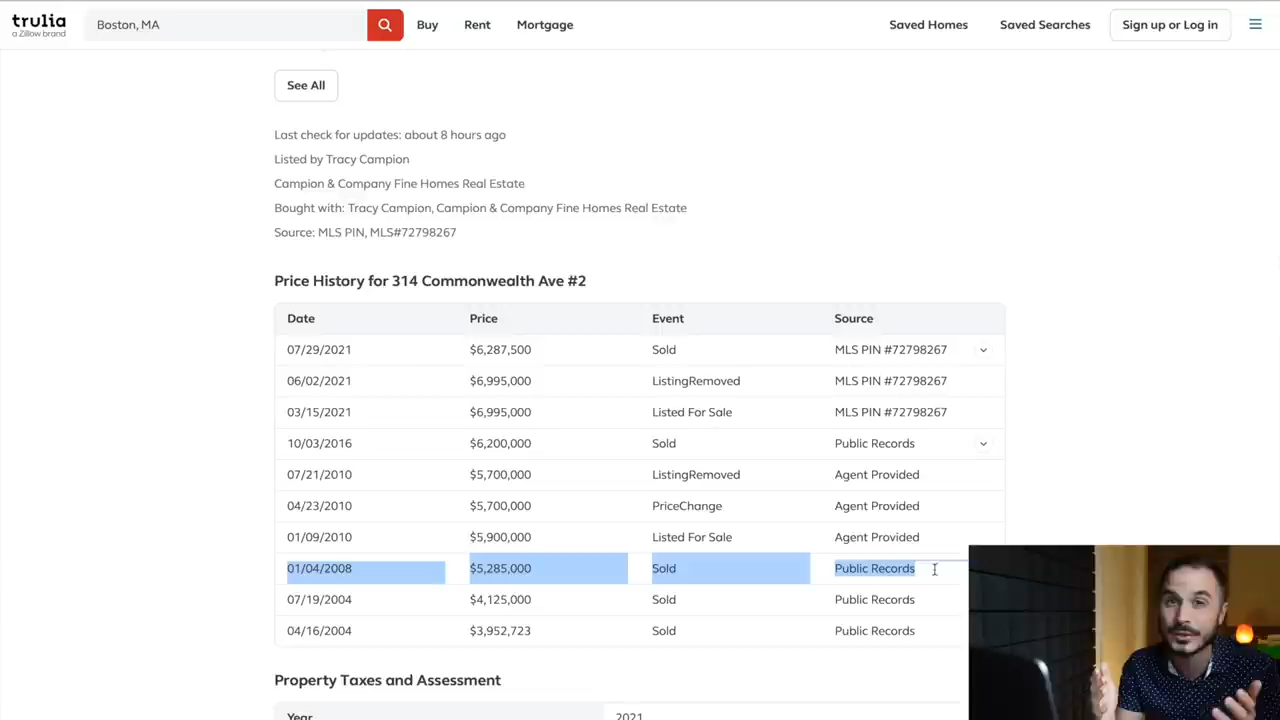 trulia
a Zillow brand
Boston, MA
Buy
Rent
Mortgage
Saved Homes
Saved Searches
Sign up or Log in
See All
Last check for updates: about 8 hours ago
Listed by Tracy Campion
Campion & Company Fine Homes Real Estate
Bought with: Tracy Campion, Campion & Company Fine Homes Real Estate
Source: MLS PIN, MLS#72798267
Price History for 314 Commonwealth Ave #2
Date Price Event Source
07/29/2021 $6,287,500 Sold MLS PIN #72798267
06/02/2021 $6,995,000 ListingRemoved MLS PIN #72798267
03/15/2021 $6,995,000 Listed For Sale MLS PIN #72798267
10/03/2016 $6,200,000 Sold Public Records
07/21/2010 $5,700,000 ListingRemoved Agent Provided
04/23/2010 $5,700,000 PriceChange Agent Provided
01/09/2010 $5,900,000 Listed For Sale Agent Provided
01/04/2008 $5,285,000 Sold Public Records
07/19/2004 $4,125,000 Sold Public Records
04/16/2004 $3,952,723 Sold Public Records
Property Taxes and Assessment
Year 2021